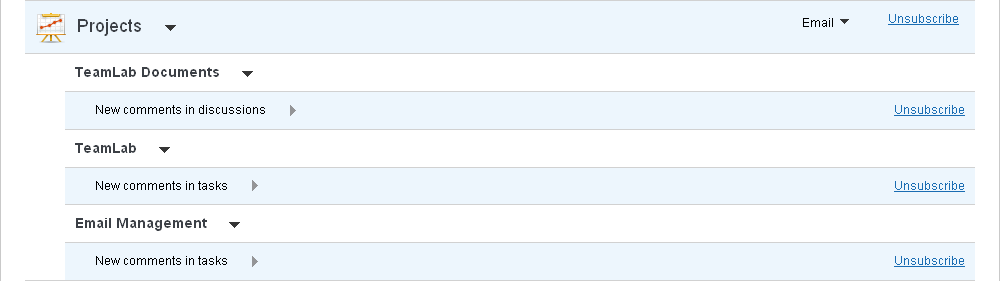 Projects Email Unsubscribe
TeamLab Documents
New comments in discussions Unsubscribe
TeamLab
New comments in tasks Unsubscribe
Email Management
New comments in tasks Unsubscribe